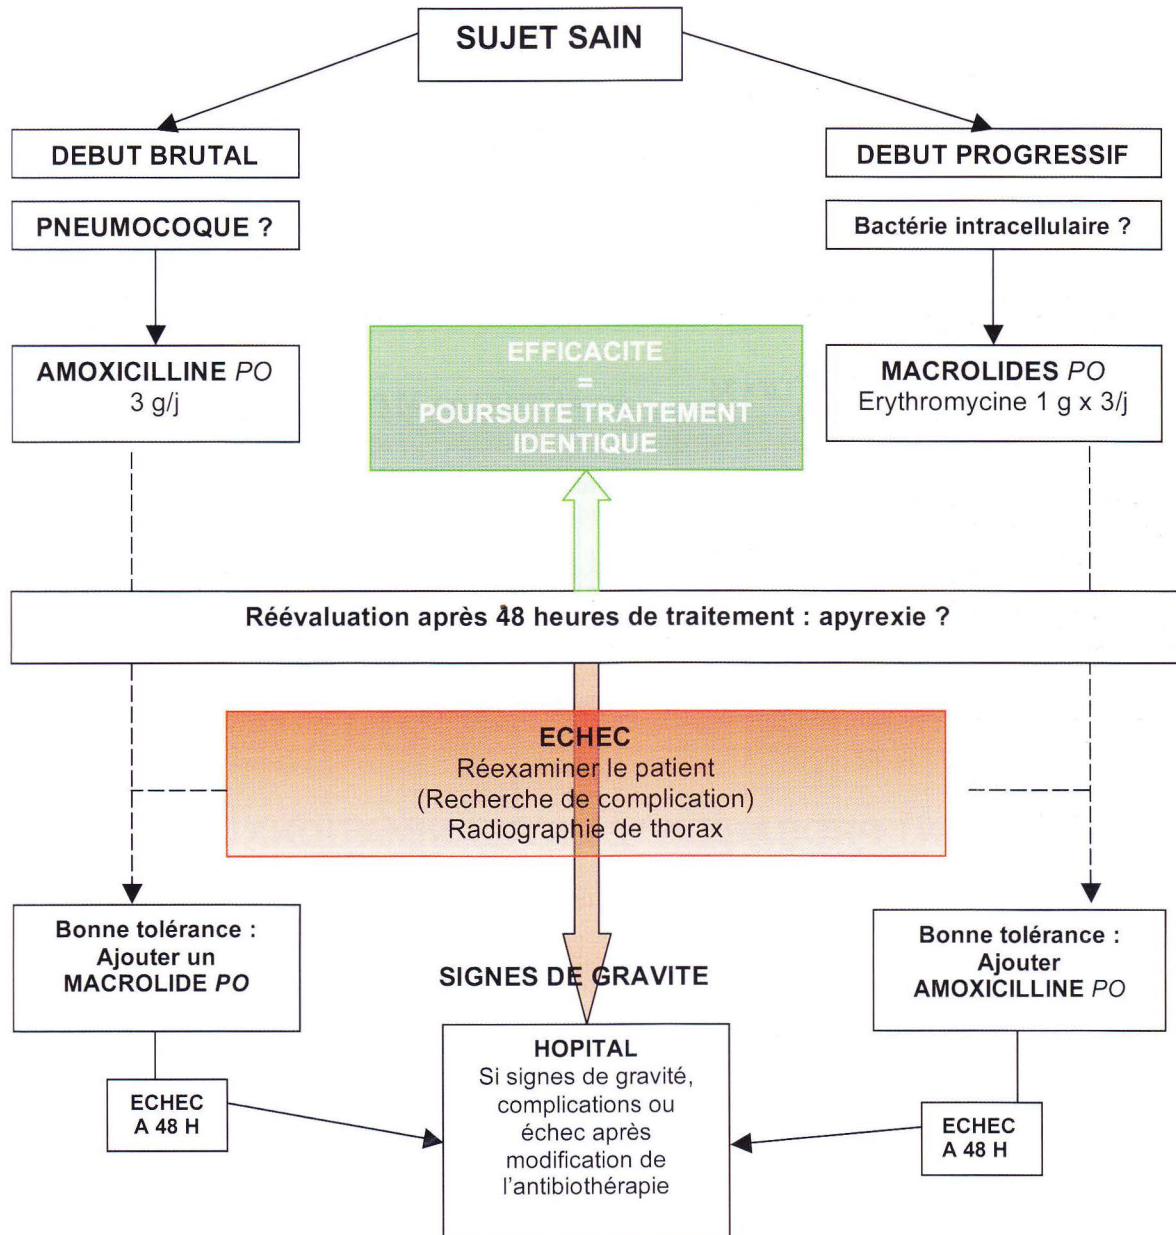 SUJET SAIN
DEBUT BRUTAL
DEBUT PROGRESSIF
PNEUMOCOQUE ?
Bactérie intracellulaire ?
AMOXICILLINE PO
3 g/j
EFFICACITE
=
POURSUITE TRAITEMENT
IDENTIQUE
MACROLIDES PO
Erythromycine 1 g x 3/j
Réévaluation après 48 heures de traitement : apyrexie ?
ECHEC
Réexaminer le patient
(Recherche de complication)
Radiographie de thorax
Bonne tolérance :
Ajouter un
MACROLIDE PO
SIGNES DE GRAVITE
Bonne tolérance :
Ajouter
AMOXICILLINE PO
HOPITAL
Si signes de gravité,
complications ou
échec après
modification de
l'antibiothérapie
ECHEC
A 48 H
ECHEC
A 48 H